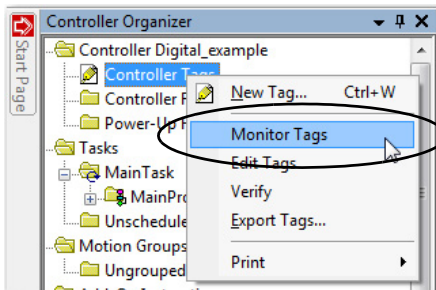 Controller Organizer
Start Page
Controller Digital_example
Controller Tags
Controller F
New Tag... Ctrl+W
Power-Up H
Monitor Tags
Tasks
Edit Tags
MainTask
Verify
MainPro
Export Tags...
Unschedule
Motion Groups
Print
Ungrouped